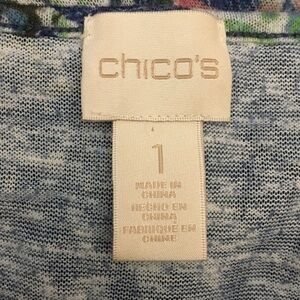 chico's
1
MADE IN
CHINA
HECHO EN
CHINA
FABRIQUÉ EN
CHINE